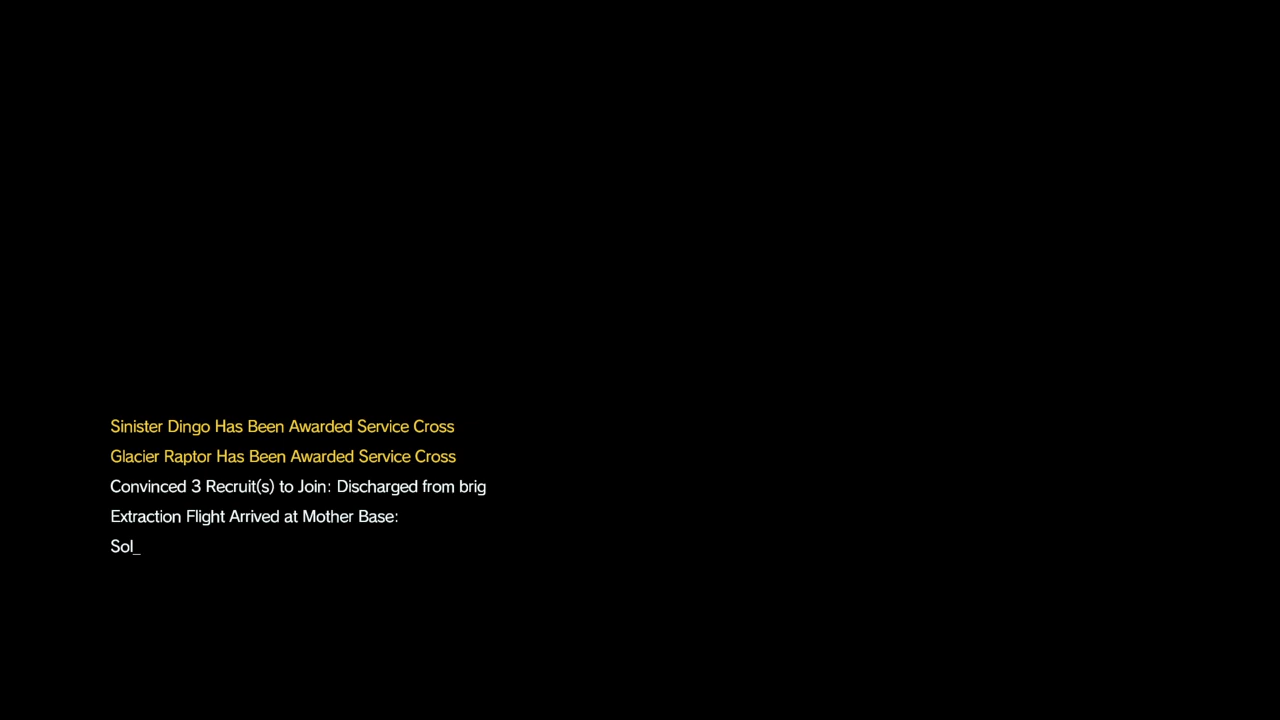 Sinister Dingo Has Been Awarded Service Cross
Glacier Raptor Has Been Awarded Service Cross
Convinced 3 Recruit(s) to Join: Discharged from brig
Extraction Flight Arrived at Mother Base:
Sol_